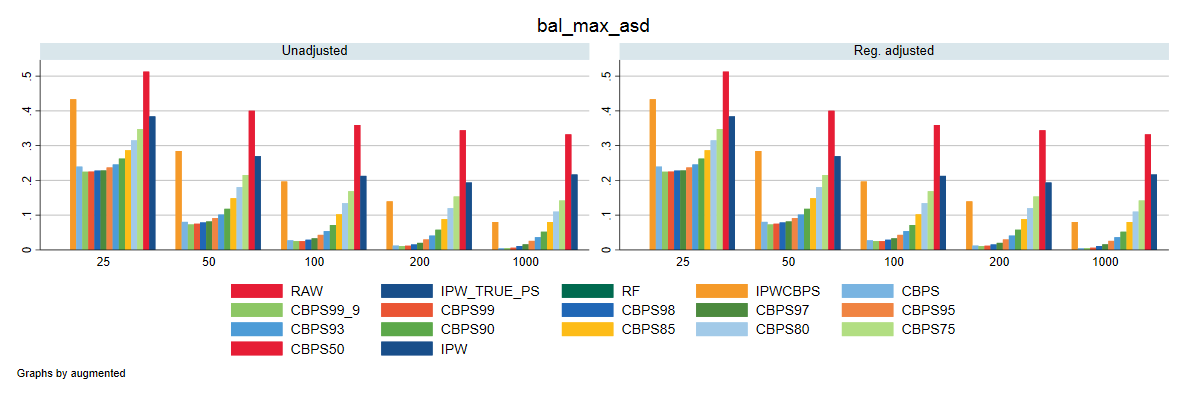 bal_max_asd
Unadjusted
Reg. adjusted
.5
.4
.3
.2
.1
0
25 50 100 200 1000
.5
.4
.3
.2
.1
0
25 50 100 200 1000
RAW IPW_TRUE_PS RF IPWCBPS CBPS
CBPS99_9 CBPS99 CBPS98 CBPS97 CBPS95
CBPS93 CBPS90 CBPS85 CBPS80 CBPS75
CBPS50 IPW
Graphs by augmented